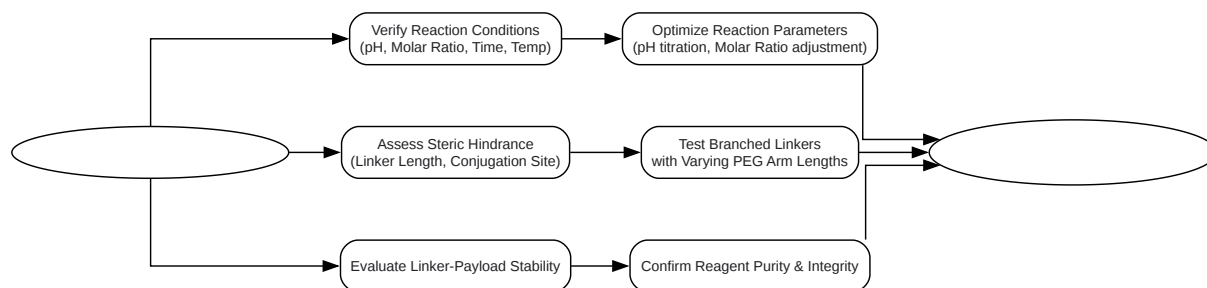 Verify Reaction Conditions
(pH, Molar Ratio, Time, Temp)
Optimize Reaction Parameters
(pH titration, Molar Ratio adjustment)
Assess Steric Hindrance
(Linker Length, Conjugation Site)
Test Branched Linkers
with Varying PEG Arm Lengths
Evaluate Linker-Payload Stability
Confirm Reagent Purity & Integrity